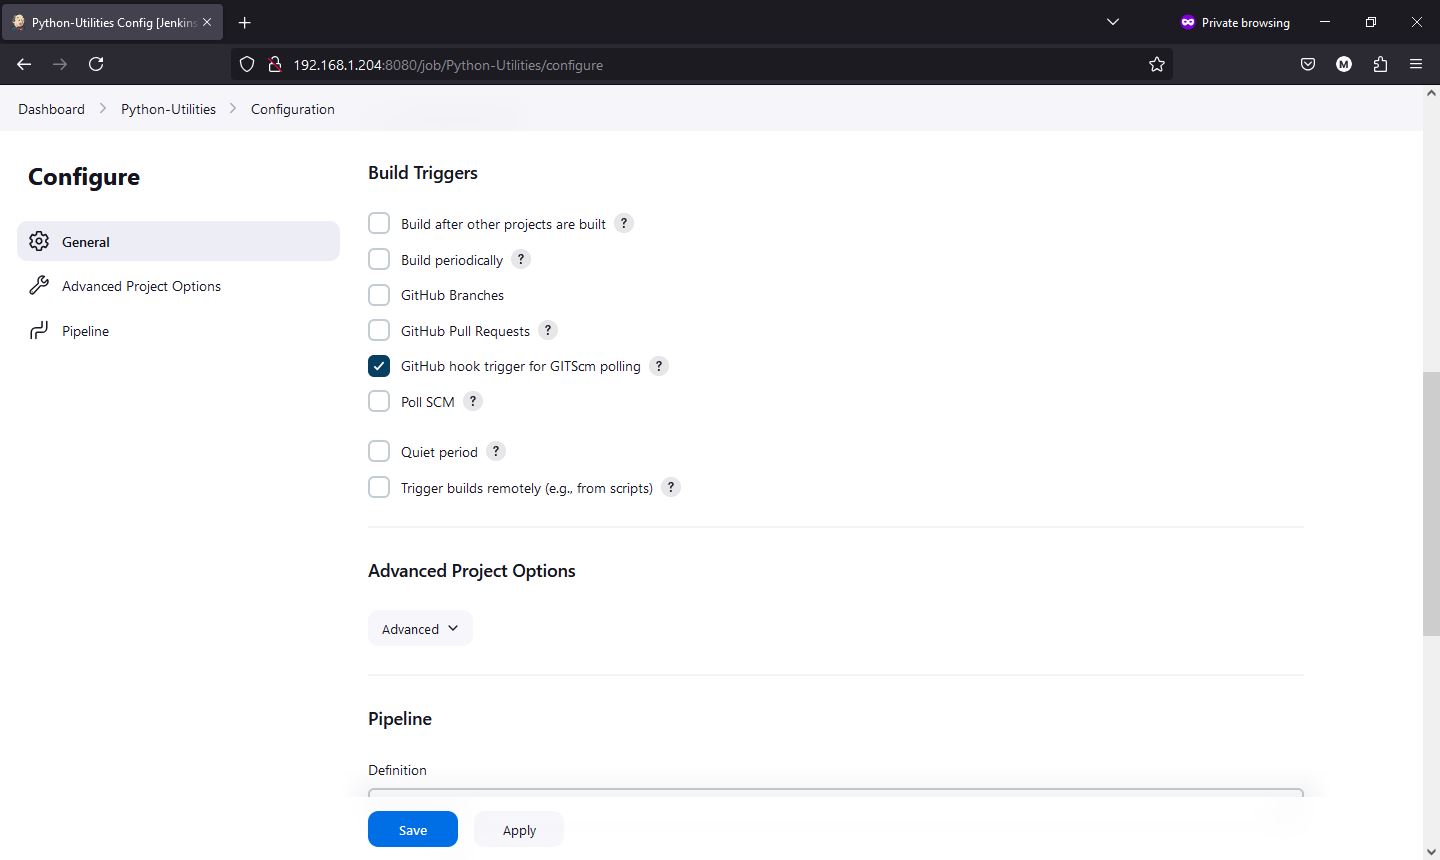 Python-Utilities Config [Jenkins
Private browsing
192.168.1.204:8080/job/Python-Utilities/configure
M
Dashboard
Python-Utilities
Configuration
Configure
General
Advanced Project Options
Pipeline
Build Triggers
Build after other projects are built ?
Build periodically ?
GitHub Branches
GitHub Pull Requests ?
GitHub hook trigger for GITScm polling ?
Poll SCM ?
Quiet period ?
Trigger builds remotely (e.g., from scripts) ?
Advanced Project Options
Advanced
Pipeline
Definition
Save
Apply